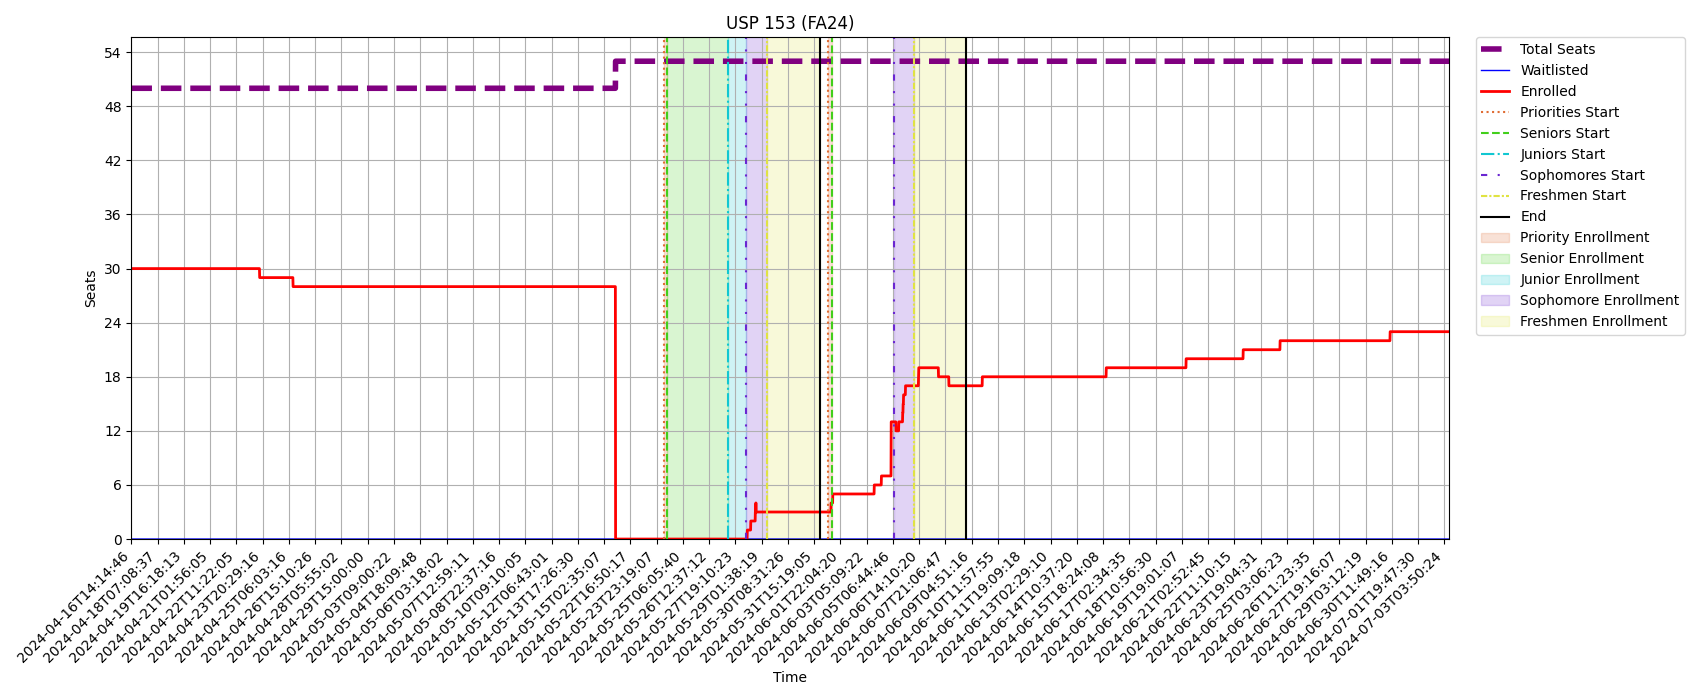 USP 153 (FA24)
54
48
42
36
30
24
18
12
6
0
Seats
2024-04-16T14:14:46
2024-04-18T07:08:37
2024-04-19T16:18:13
2024-04-21T01:56:05
2024-04-22T11:22:05
2024-04-23T20:29:16
2024-04-25T06:03:16
2024-04-26T15:10:26
2024-04-28T05:55:02
2024-04-29T15:00:00
2024-05-03T09:00:22
2024-05-04T18:09:48
2024-05-06T03:18:02
2024-05-07T12:59:11
2024-05-08T22:37:16
2024-05-10T09:10:05
2024-05-12T06:43:01
2024-05-13T17:26:30
2024-05-15T02:35:07
2024-05-22T16:50:17
2024-05-23T23:19:07
2024-05-25T06:05:40
2024-05-26T12:37:12
2024-05-27T19:10:23
2024-05-29T01:38:19
2024-05-30T08:31:26
2024-05-31T15:19:05
2024-06-01T22:04:20
2024-06-03T05:09:22
2024-06-05T06:44:46
2024-06-06T14:10:20
2024-06-07T21:06:47
2024-06-09T04:51:16
2024-06-10T11:57:55
2024-06-11T19:09:18
2024-06-13T02:29:10
2024-06-14T10:37:20
2024-06-15T18:24:08
2024-06-17T02:34:35
2024-06-18T10:56:30
2024-06-19T19:01:07
2024-06-21T02:52:45
2024-06-22T11:10:15
2024-06-23T19:04:31
2024-06-25T03:06:23
2024-06-26T11:23:35
2024-06-27T19:16:07
2024-06-29T03:12:19
2024-06-30T11:49:16
2024-07-01T19:47:30
2024-07-03T03:50:24
Time
Total Seats
Waitlisted
Enrolled
Priorities Start
Seniors Start
Juniors Start
Sophomores Start
Freshmen Start
End
Priority Enrollment
Senior Enrollment
Junior Enrollment
Sophomore Enrollment
Freshmen Enrollment